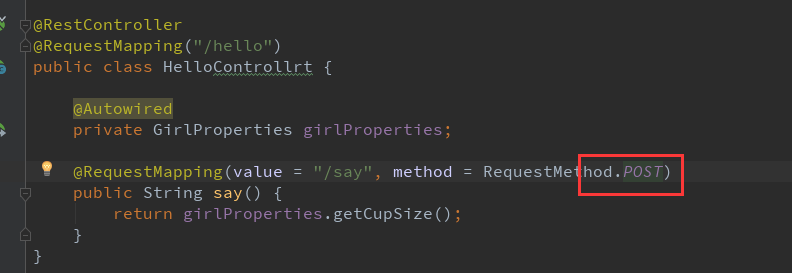 @RestController
@RequestMapping("/hello")
public class HelloControllrt {
@Autowired
private GirlProperties girlProperties;
@RequestMapping(value = "/say", method = RequestMethod.POST)
public String say() {
return girlProperties.getCupSize();
}
}